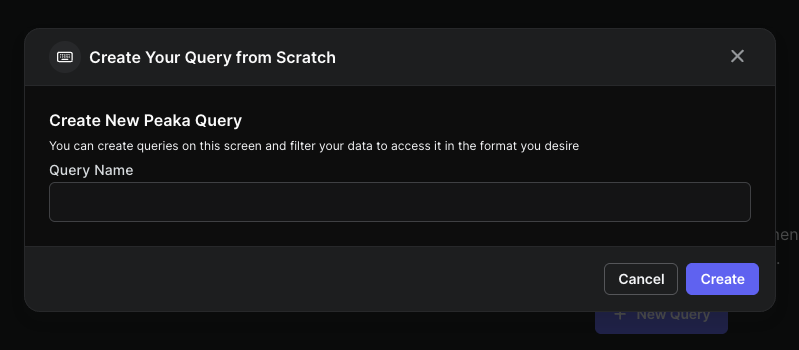 Create Your Query from Scratch
Create New Peaka Query
You can create queries on this screen and filter your data to access it in the format you desire
Query Name
Cancel
Create
New Query